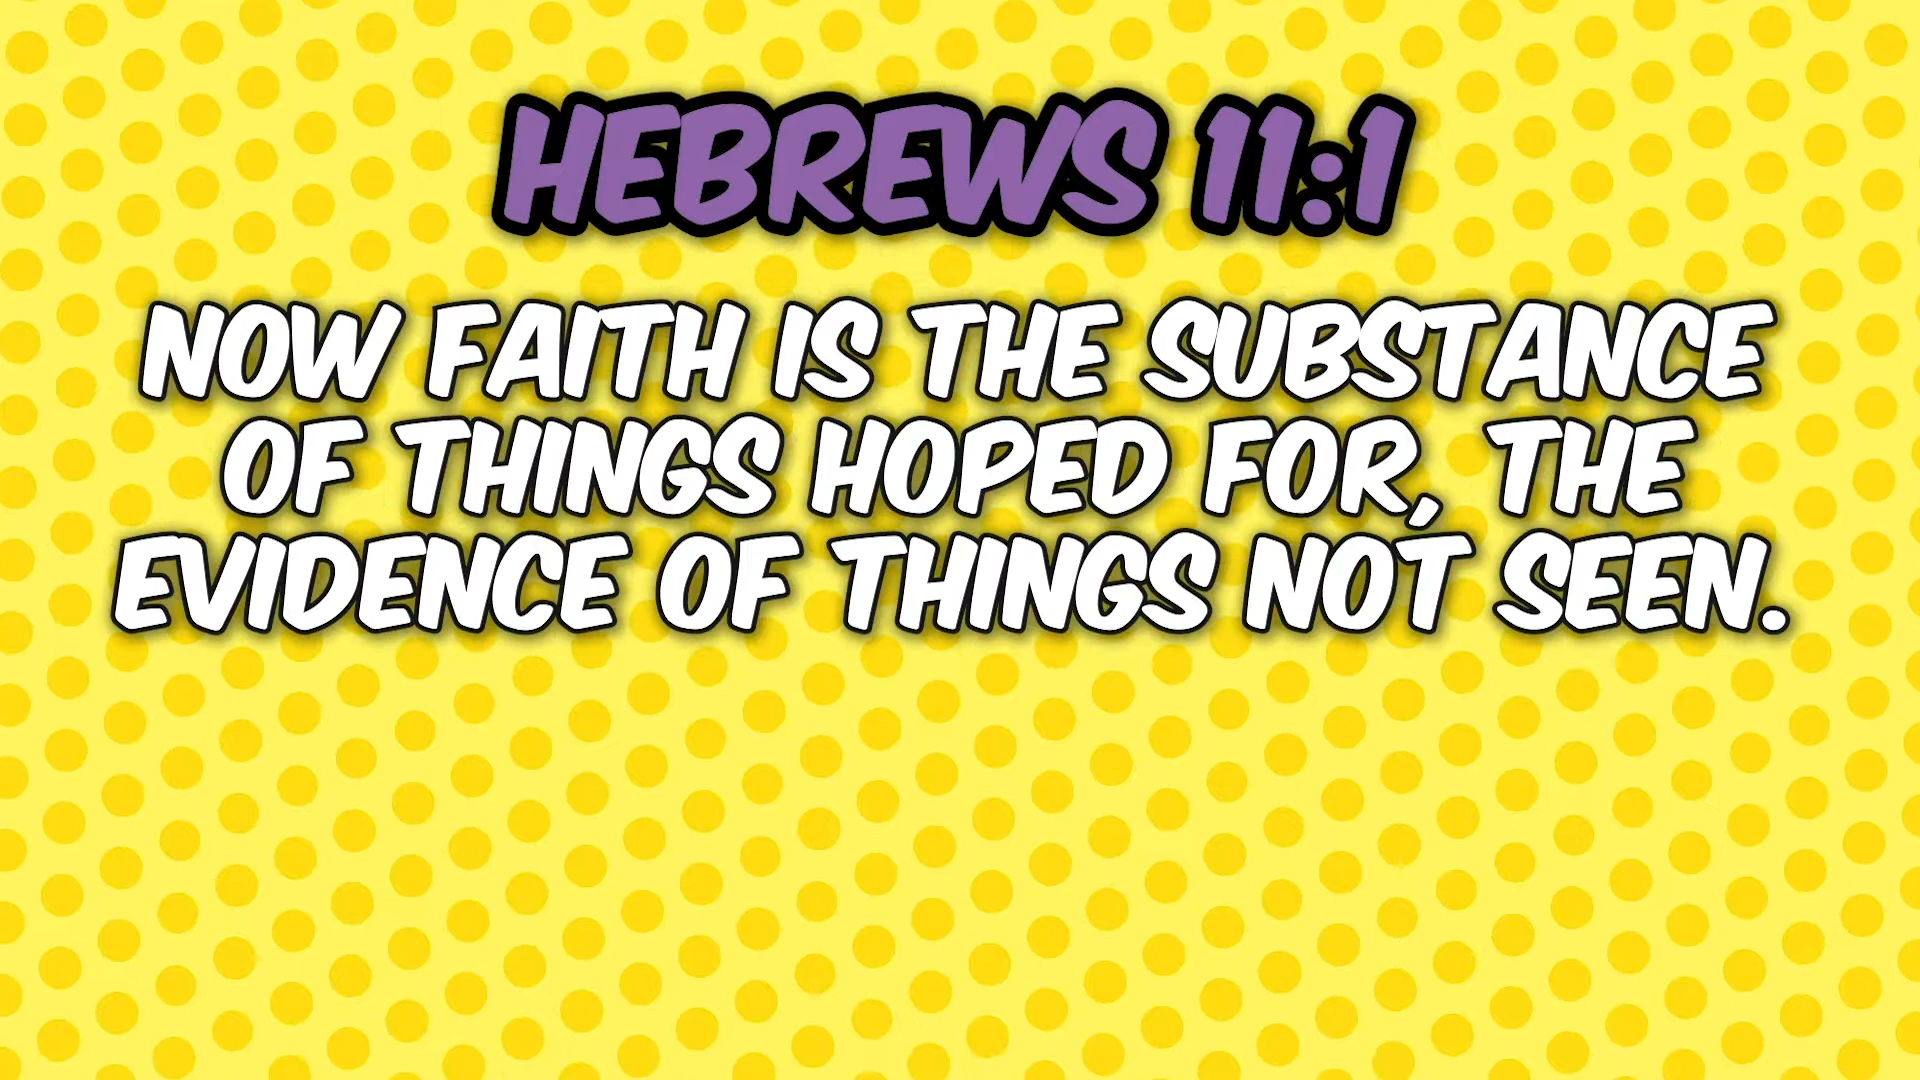 HEBREWS 11:1
NOW FAITH IS THE SUBSTANCE
OF THINGS HOPED FOR, THE
EVIDENCE OF THINGS NOT SEEN.